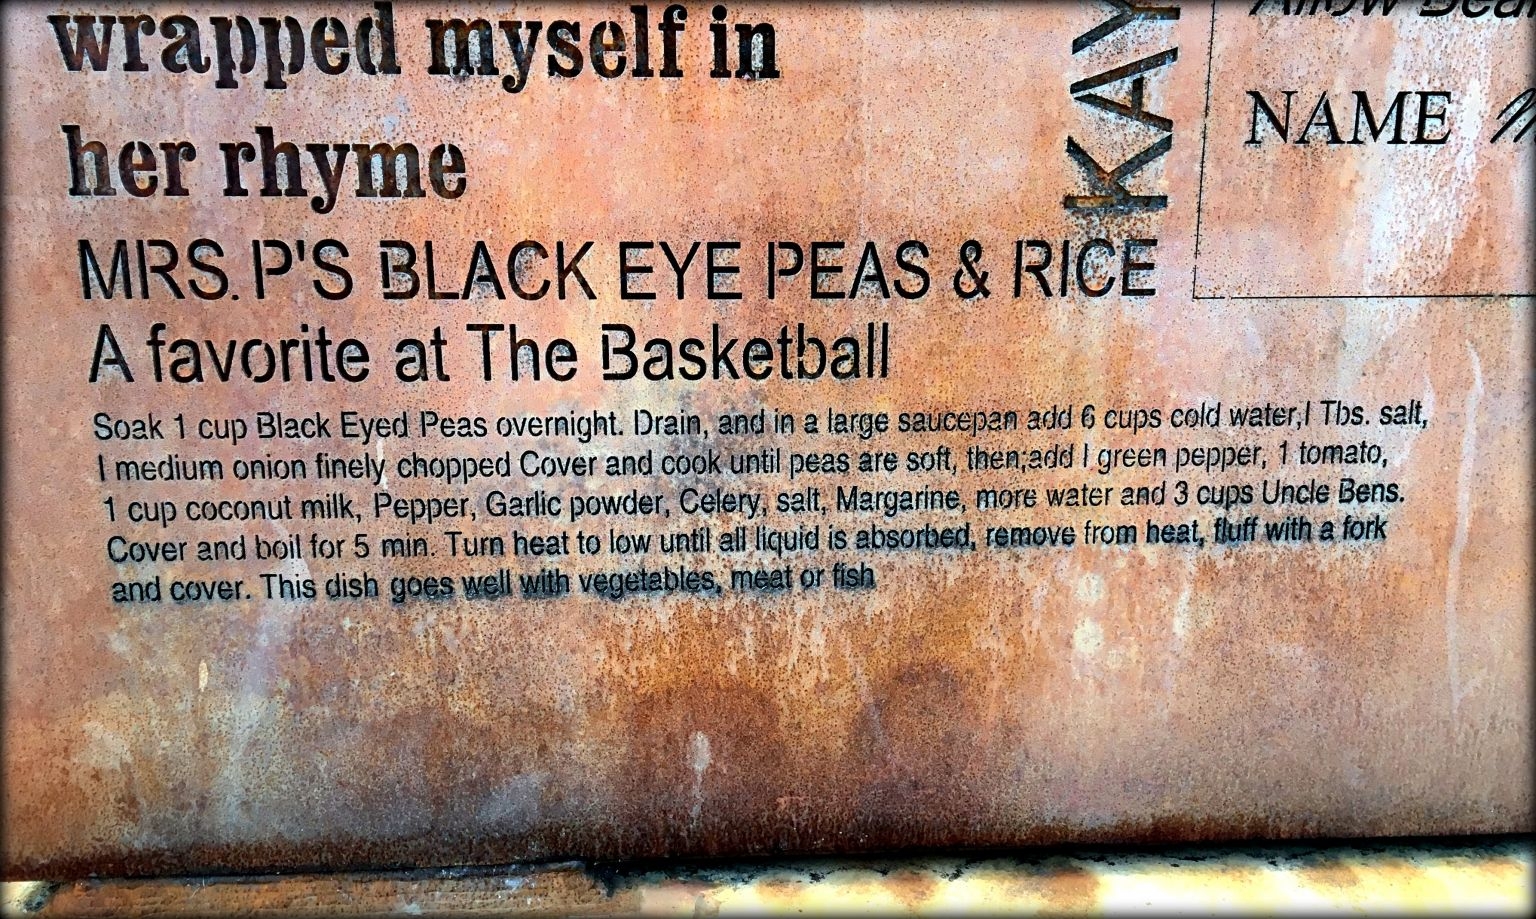 wrapped myself in
her rhyme
KAY
NAME
MRS. P'S BLACK EYE PEAS & RICE
A favorite at The Basketball
Soak 1 cup Black Eyed Peas overnight. Drain, and in a large saucepan add 6 cups cold water,I Tbs. salt,
I medium onion finely chopped Cover and cook until peas are soft, then;add I green pepper, 1 tomato,
1 cup coconut milk, Pepper, Garlic powder, Celery, salt, Margarine, more water and 3 cups Uncle Bens.
Cover and boil for 5 min. Turn heat to low until all liquid is absorbed, remove from heat, fluff with a fork
and cover. This dish goes well with vegetables, meat or fish